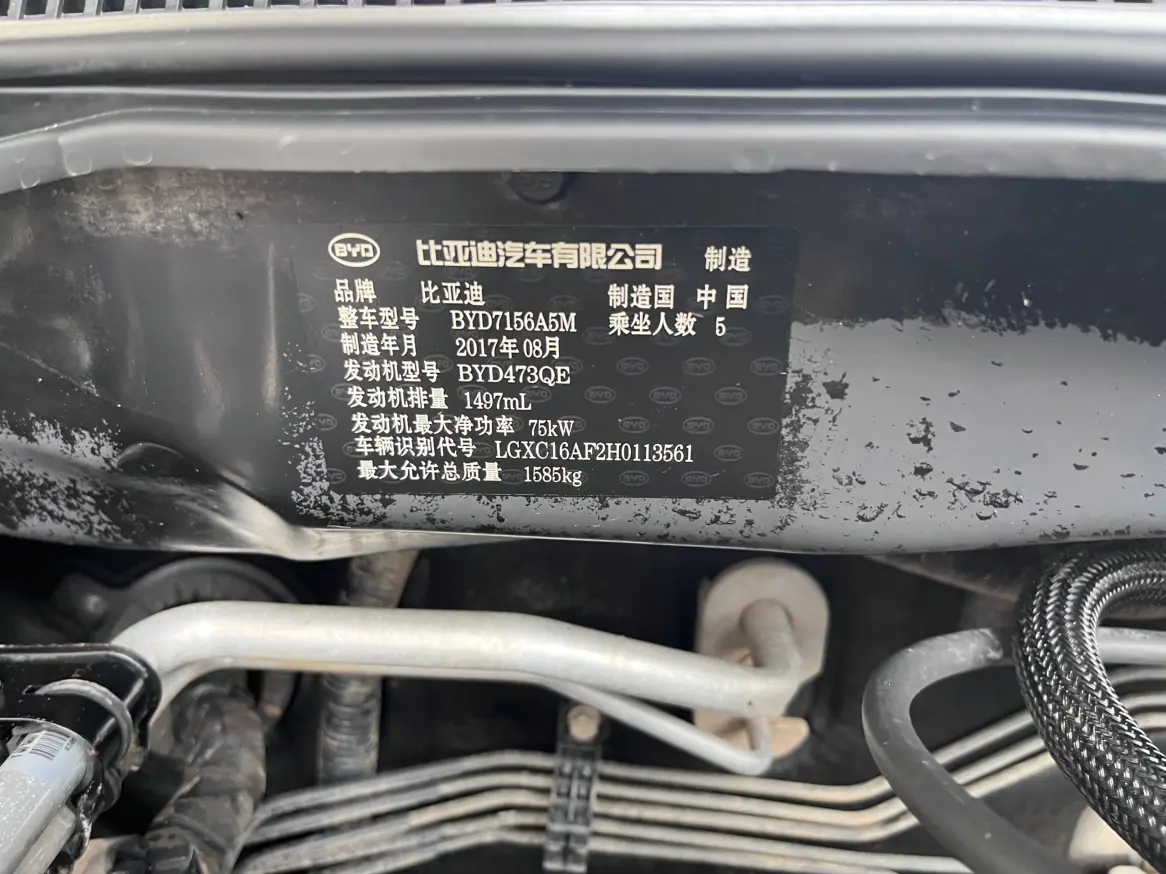 BYD 比亚迪汽车有限公司 制造
品牌 比亚迪 制造国 中国
整车型号 BYD7156A5M 乘坐人数 5
制造年月 2017年08月
发动机型号 BYD473QE
发动机排量 1497mL
发动机最大净功率 75kW
车辆识别代号 LGXC16AF2H0113561
最大允许总质量 1585kg